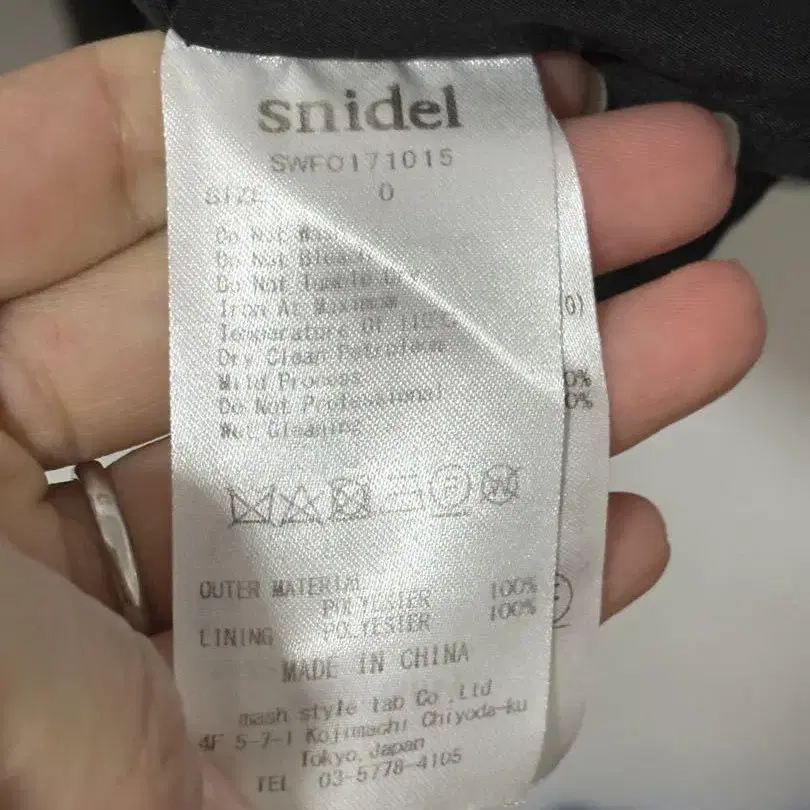 snidel
SWFO171015
SIZE 0
Do Not Wash
Do Not Bleach
Do Not Tumble Dry
Iron At Maximum
Temperature Of 110℃
Dry Clean Petroleum
Mild Process
Do Not Professional
Wet Cleaning
F W
OUTER MATERIAL
POLYESTER 100%
LINING POLYESTER 100%
MADE IN CHINA
mash style lab Co.,Ltd
4F 5-7-1 Kojimachi Chiyoda-ku
Tokyo,Japan
TEL 03-5778-4105
0)
0%
0%